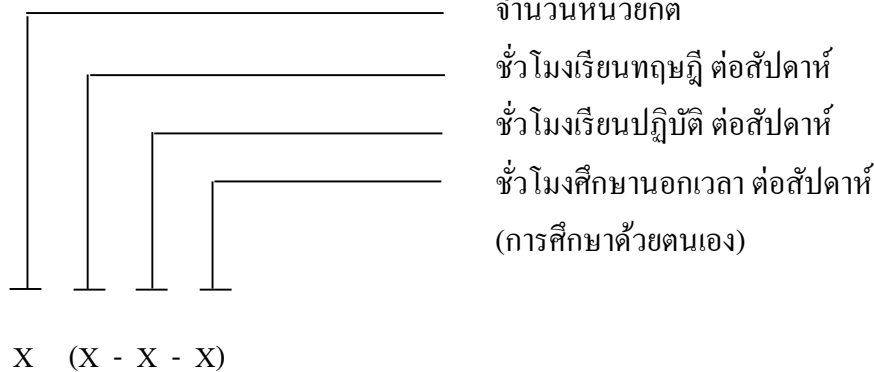 จำนวนหน่วยกิต
ชั่วโมงเรียนทฤษฎี ต่อสัปดาห์
ชั่วโมงเรียนปฏิบัติ ต่อสัปดาห์
ชั่วโมงศึกษานอกเวลา ต่อสัปดาห์
(การศึกษาด้วยตนเอง)
X (X - X - X)